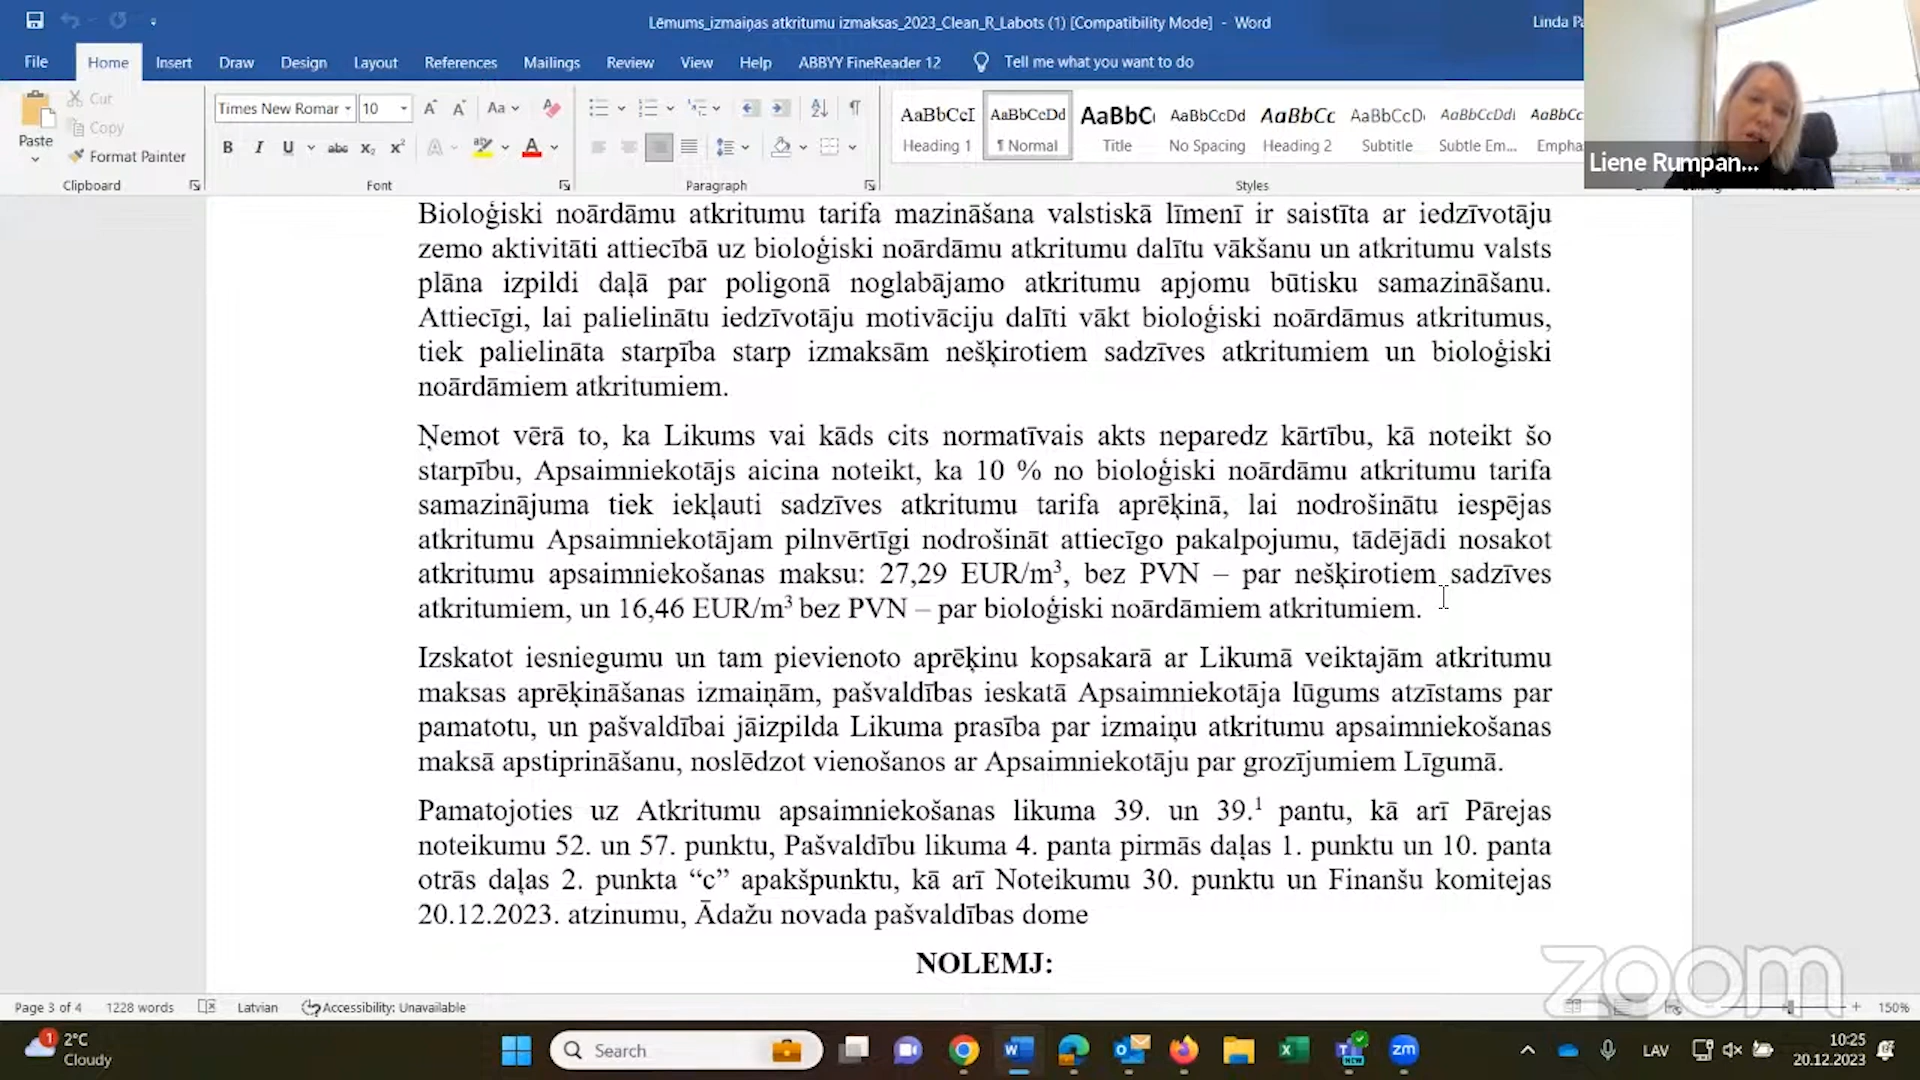 Lēmums_izmaiņas atkritumu izmaksas_2023_Clean_R_Labots (1) [Compatibility Mode] - Word
Linda Pa
File Home Insert Draw Design Layout References Mailings Review View Help ABBYY FineReader 12 Tell me what you want to do
Cut
Copy
Paste
Format Painter
Clipboard
Times New Romar 10
Font
Paragraph
AaBbCcI AaBbCcDd AaBbC AaBbCcDd AaBbCc AaBbCcD AaBbCcDdI AaBbCc
Heading 1 ¶ Normal Title No Spacing Heading 2 Subtitle Subtle Em... Empha
Styles
Liene Rumpan...
Bioloģiski noārdāmu atkritumu tarifa mazināšana valstiskā līmenī ir saistīta ar iedzīvotāju
zemo aktivitāti attiecībā uz bioloģiski noārdāmu atkritumu dalītu vākšanu un atkritumu valsts
plāna izpildi daļā par poligonā noglabājamo atkritumu apjomu būtisku samazināšanu.
Attiecīgi, lai palielinātu iedzīvotāju motivāciju dalīti vākt bioloģiski noārdāmus atkritumus,
tiek palielināta starpība starp izmaksām nešķirotiem sadzīves atkritumiem un bioloģiski
noārdāmiem atkritumiem.
Ņemot vērā to, ka Likums vai kāds cits normatīvais akts neparedz kārtību, kā noteikt šo
starpību, Apsaimniekotājs aicina noteikt, ka 10 % no bioloģiski noārdāmu atkritumu tarifa
samazinājuma tiek iekļauti sadzīves atkritumu tarifa aprēķinā, lai nodrošinātu iespējas
atkritumu Apsaimniekotājam pilnvērtīgi nodrošināt attiecīgo pakalpojumu, tādējādi nosakot
atkritumu apsaimniekošanas maksu: 27,29 EUR/m³, bez PVN – par nešķirotiem sadzīves
atkritumiem, un 16,46 EUR/m³ bez PVN – par bioloģiski noārdāmiem atkritumiem.
Izskatot iesniegumu un tam pievienoto aprēķinu kopsakarā ar Likumā veiktajām atkritumu
maksas aprēķināšanas izmaiņām, pašvaldības ieskatā Apsaimniekotāja lūgums atzīstams par
pamatotu, un pašvaldībai jāizpilda Likuma prasība par izmaiņu atkritumu apsaimniekošanas
maksā apstiprināšanu, noslēdzot vienošanos ar Apsaimniekotāju par grozījumiem Līgumā.
Pamatojoties uz Atkritumu apsaimniekošanas likuma 39. un 39.¹ pantu, kā arī Pārejas
noteikumu 52. un 57. punktu, Pašvaldību likuma 4. panta pirmās daļas 1. punktu un 10. panta
otrās daļas 2. punkta “c” apakšpunktu, kā arī Noteikumu 30. punktu un Finanšu komitejas
20.12.2023. atzinumu, Ādažu novada pašvaldības dome
NOLEMJ:
zoom
Page 3 of 4 1228 words Latvian Accessibility: Unavailable 150%
2°C
Cloudy
Search
LAV
10:25
20.12.2023